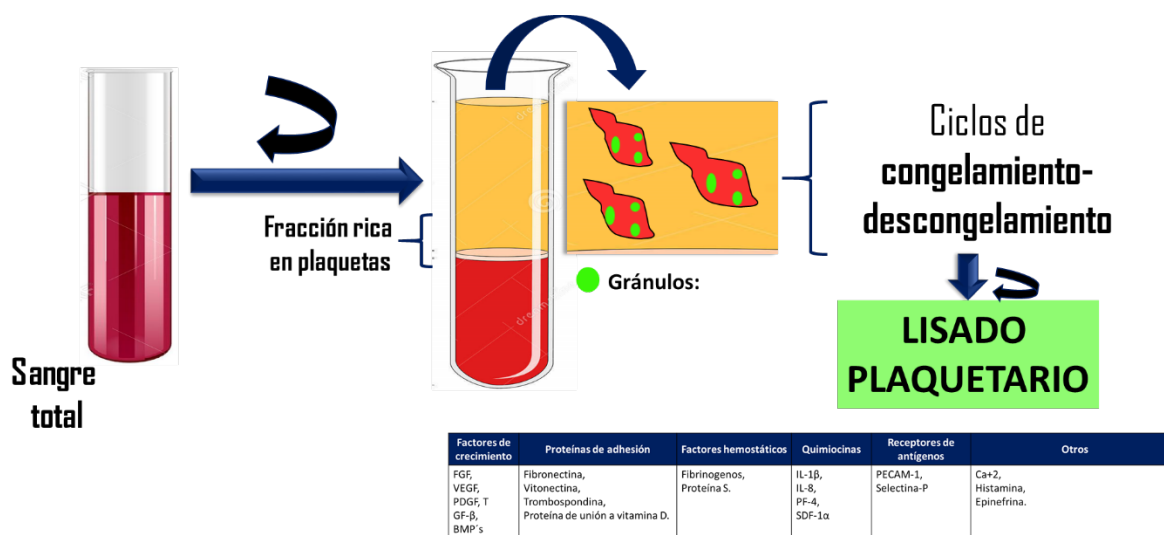 Sangre
total
Fracción rica
en plaquetas
Gránulos:
Ciclos de
congelamiento-
descongelamiento
LISADO
PLAQUETARIO
Factores de
crecimiento
Proteínas de adhesión
Factores hemostáticos
Quimiocinas
Receptores de
antígenos
Otros
FGF,
VEGF,
PDGF, T
GF-β,
BMP´s
Fibronectina,
Vitonectina,
Trombospondina,
Proteína de unión a vitamina D.
Fibrinogenos,
Proteína S.
IL-1β,
IL-8,
PF-4,
SDF-1α
PECAM-1,
Selectina-P
Ca+2,
Histamina,
Epinefrina.